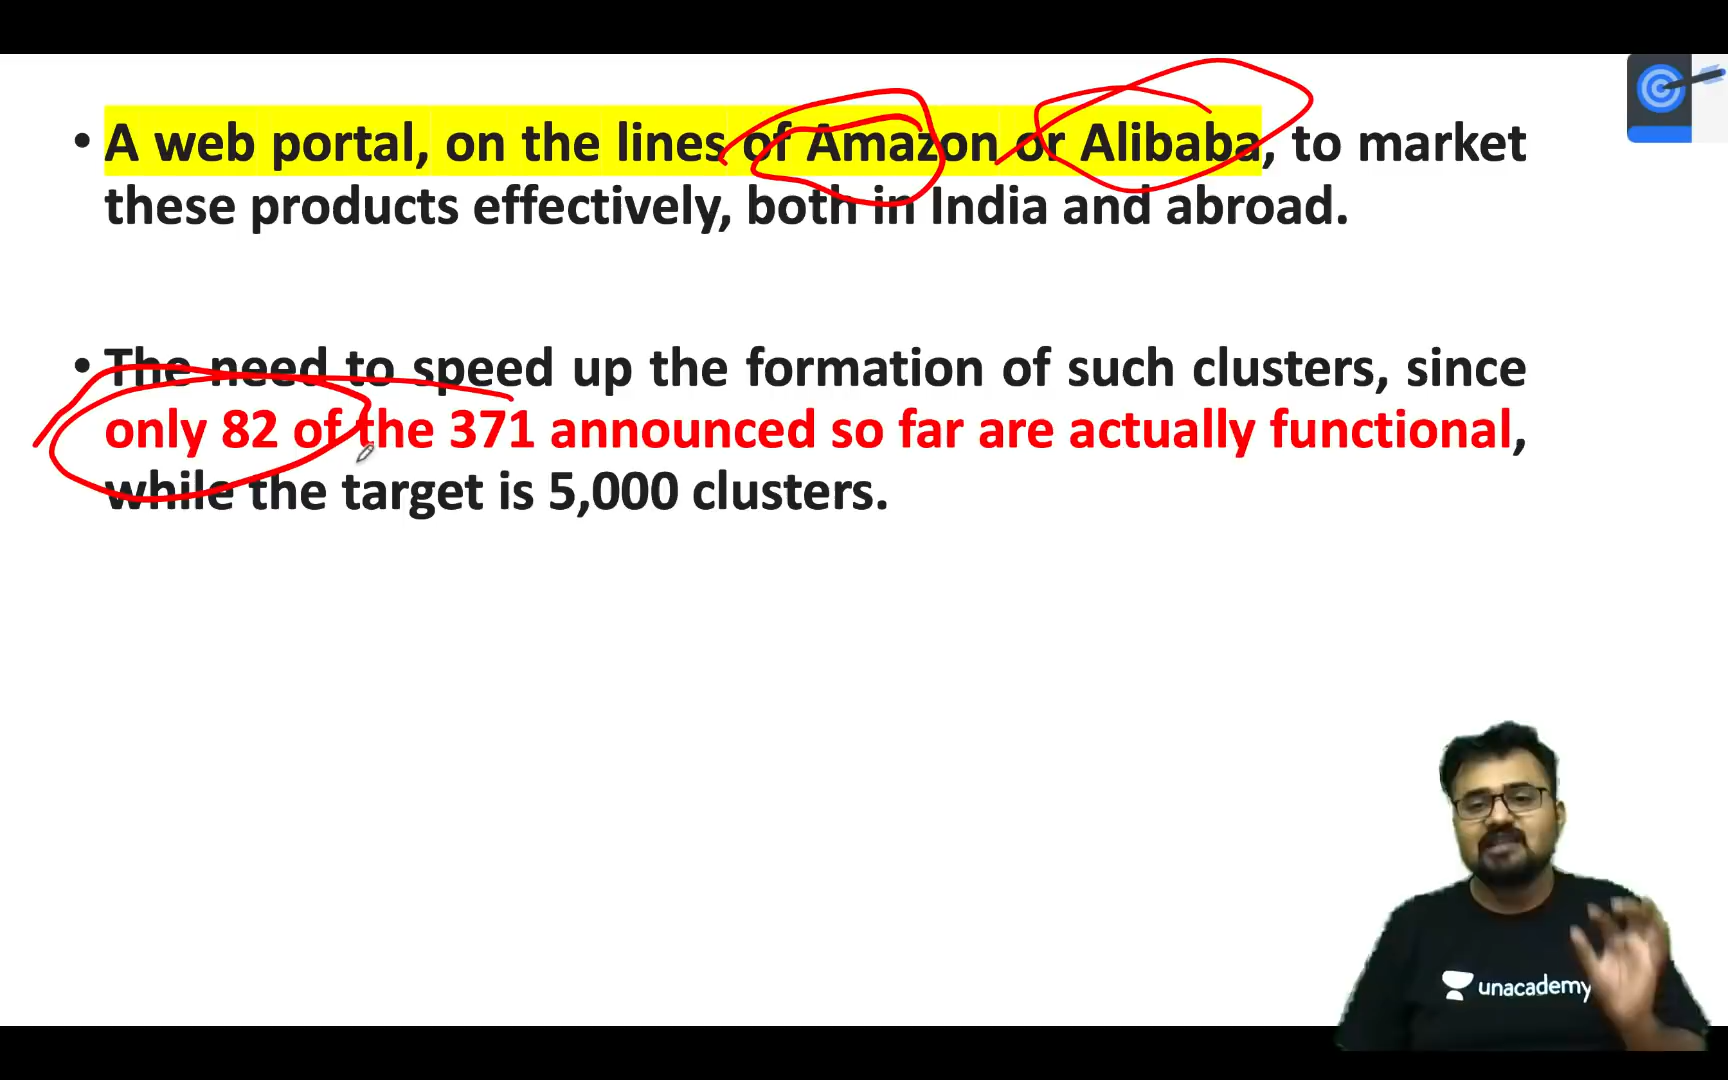 • A web portal, on the lines of Amazon or Alibaba, to market
these products effectively, both in India and abroad.
• The need to speed up the formation of such clusters, since
only 82 of the 371 announced so far are actually functional,
while the target is 5,000 clusters.
unacademy